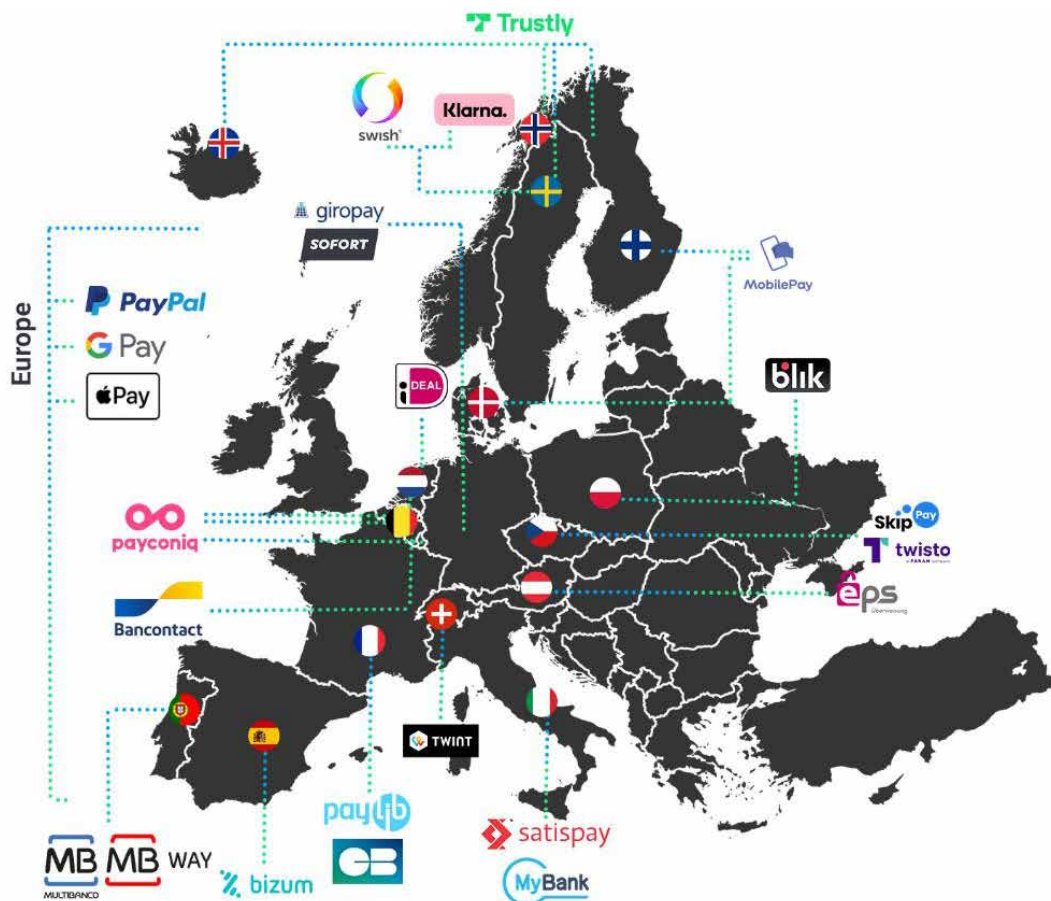 Trustly
swish®
Klarna.
giropay
SOFORT
Europe
PayPal
G Pay
Pay
MobilePay
iDEAL
blik
payconiq
Skip Pay
twisto
eps
Überweisung
Bancontact
TWINT
paylib
CB
satispay
MyBank
MB
MULTIBANCO
MB WAY
bizum